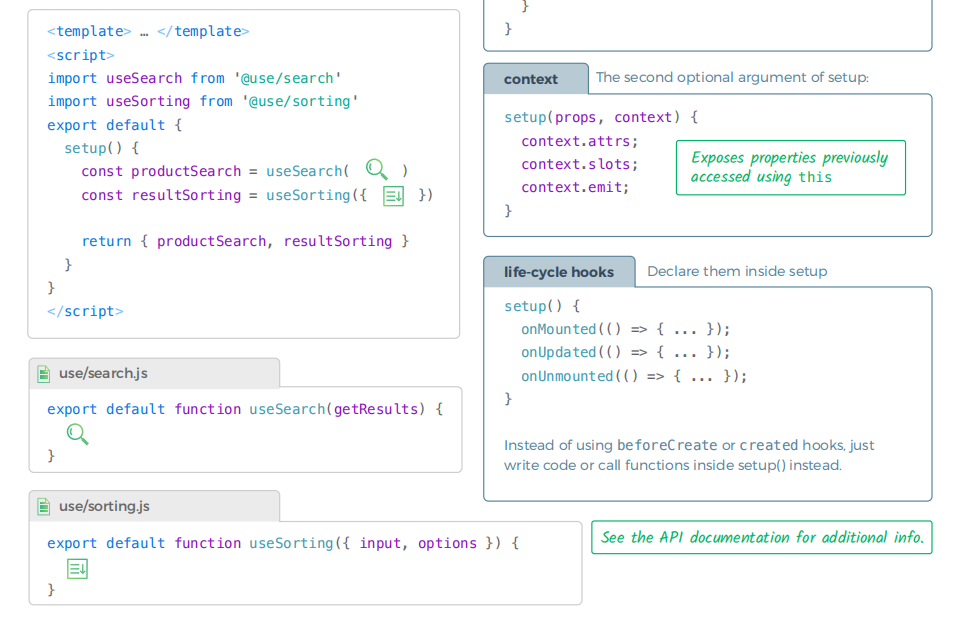 <template> … </template>
<script>
import useSearch from '@use/search'
import useSorting from '@use/sorting'
export default {
  setup() {
    const productSearch = useSearch(  )
    const resultSorting = useSorting({  })

    return { productSearch, resultSorting }
  }
}
</script>
use/search.js
export default function useSearch(getResults) {
}
use/sorting.js
export default function useSorting({ input, options }) {
}
  }
}
context
The second optional argument of setup:
setup(props, context) {
  context.attrs;
  context.slots;
  context.emit;
}
Exposes properties previously
accessed using this
life-cycle hooks
Declare them inside setup
setup() {
  onMounted(() => { ... });
  onUpdated(() => { ... });
  onUnmounted(() => { ... });
}
Instead of using beforeCreate or created hooks, just
write code or call functions inside setup() instead.
See the API documentation for additional info.